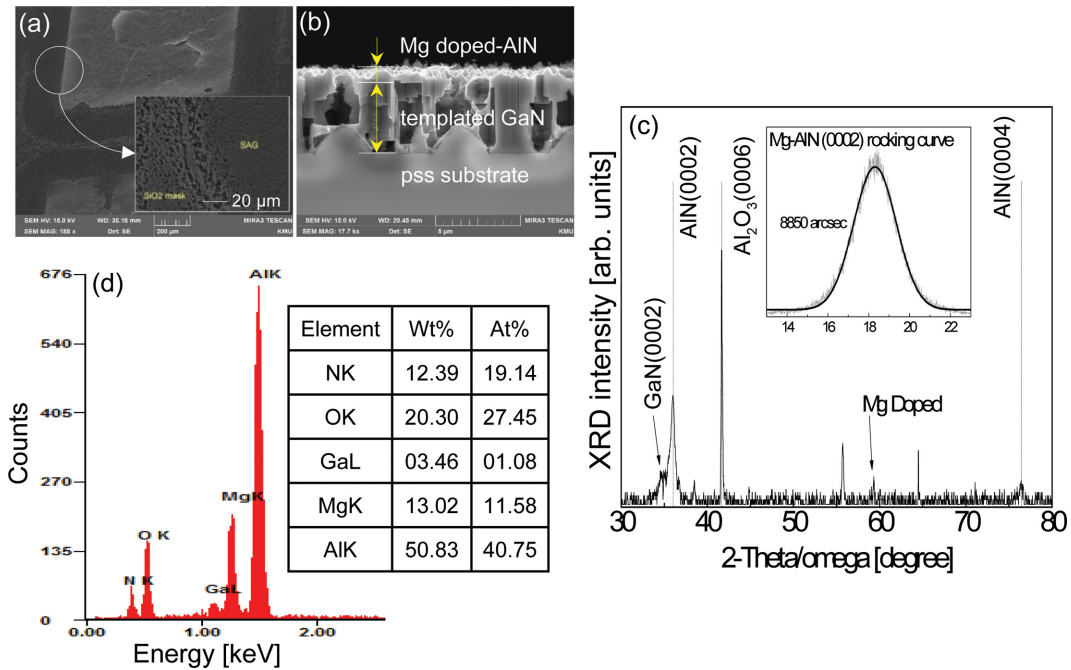 (a)
SAG
SiO2 mask
20 μm
SEM HV: 15.0 kV WD: 35.18 mm MIRA3 TESCAN
SEM MAG: 188 x Det: SE 200 μm KMU
(b)
Mg doped-AlN
templated GaN
pss substrate
SEM HV: 15.0 kV WD: 20.45 mm MIRA3 TESCAN
SEM MAG: 17.7 kx Det: SE 5 μm KMU
(c)
XRD intensity [arb. units]
GaN(0002)
AlN(0002)
Al2O3(0006)
Mg-AlN (0002) rocking curve
8850 arcsec
14 16 18 20 22
AlN(0004)
Mg Doped
30 40 50 60 70 80
2-Theta/omega [degree]
(d)
Counts
676
540
405
270
135
0
AlK
MgK
O K
N K
GaL
0.00 1.00 2.00
Energy [keV]
Element Wt% At%
NK 12.39 19.14
OK 20.30 27.45
GaL 03.46 01.08
MgK 13.02 11.58
AlK 50.83 40.75